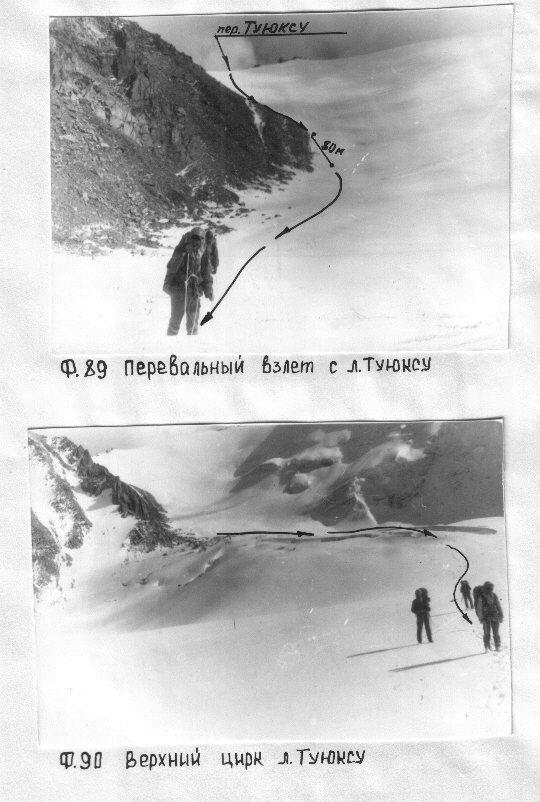 пер. ТУЮКСУ
80м
Ф.89 перевальный взлет с л.Туюксу
Ф.90 Верхний цирк л.Туюксу